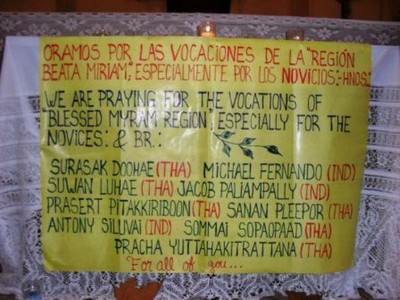 ORAMOS POR LAS VOCACIONES DE LA "REGIÓN
BEATA MIRIAM", ESPECIALMENTE POR LOS NOVICIOS:-HNOS:
WE ARE PRAYING FOR THE VOCATIONS OF
BLESSED MYRIAM REGION ESPECIALLY FOR THE
NOVICES: & BR.:
SURASAK DOOHAE (THA) MICHAEL FERNANDO (IND)
SUWAN LUHAE (THA) JACOB PALIAMPALLY (IND)
PRASERT PITAKKIRIBOON (THA) SANAN PLEEPOR (THA)
ANTONY SILUVAI (IND) SOMMAI SOPAOPAAD (THA)
PRACHA YUTTAHAKITRATTANA (THA)
For all of you...